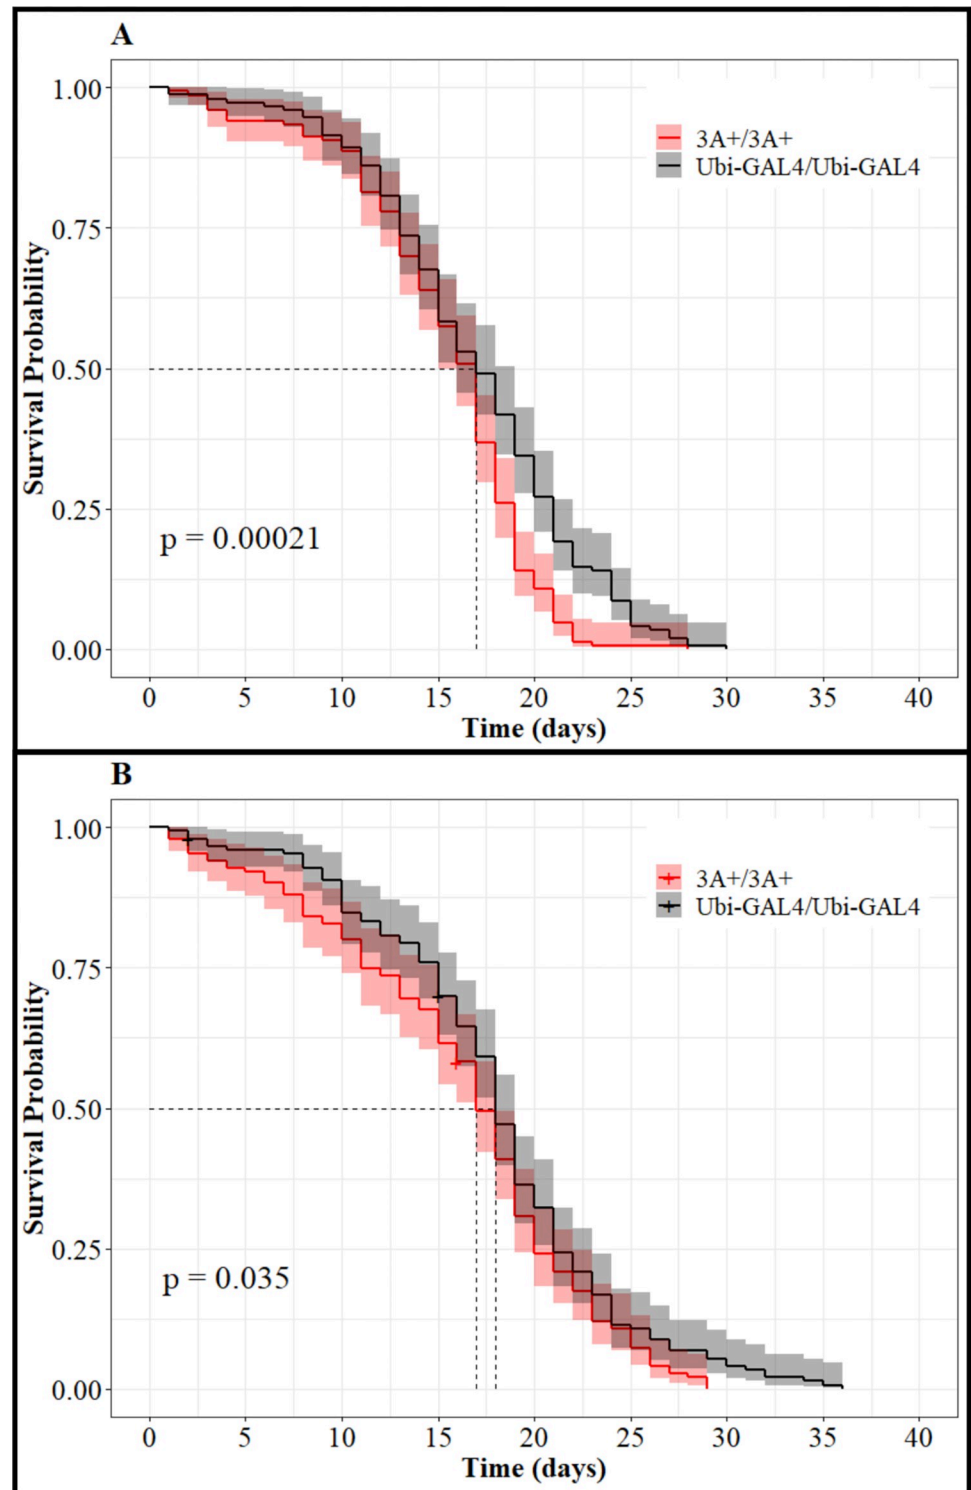 A
1.00
0.75
0.50
0.25
0.00
Survival Probability
3A+/3A+
Ubi-GAL4/Ubi-GAL4
p = 0.00021
0 5 10 15 20 25 30 35 40
Time (days)
B
1.00
0.75
0.50
0.25
0.00
Survival Probability
3A+/3A+
Ubi-GAL4/Ubi-GAL4
p = 0.035
0 5 10 15 20 25 30 35 40
Time (days)